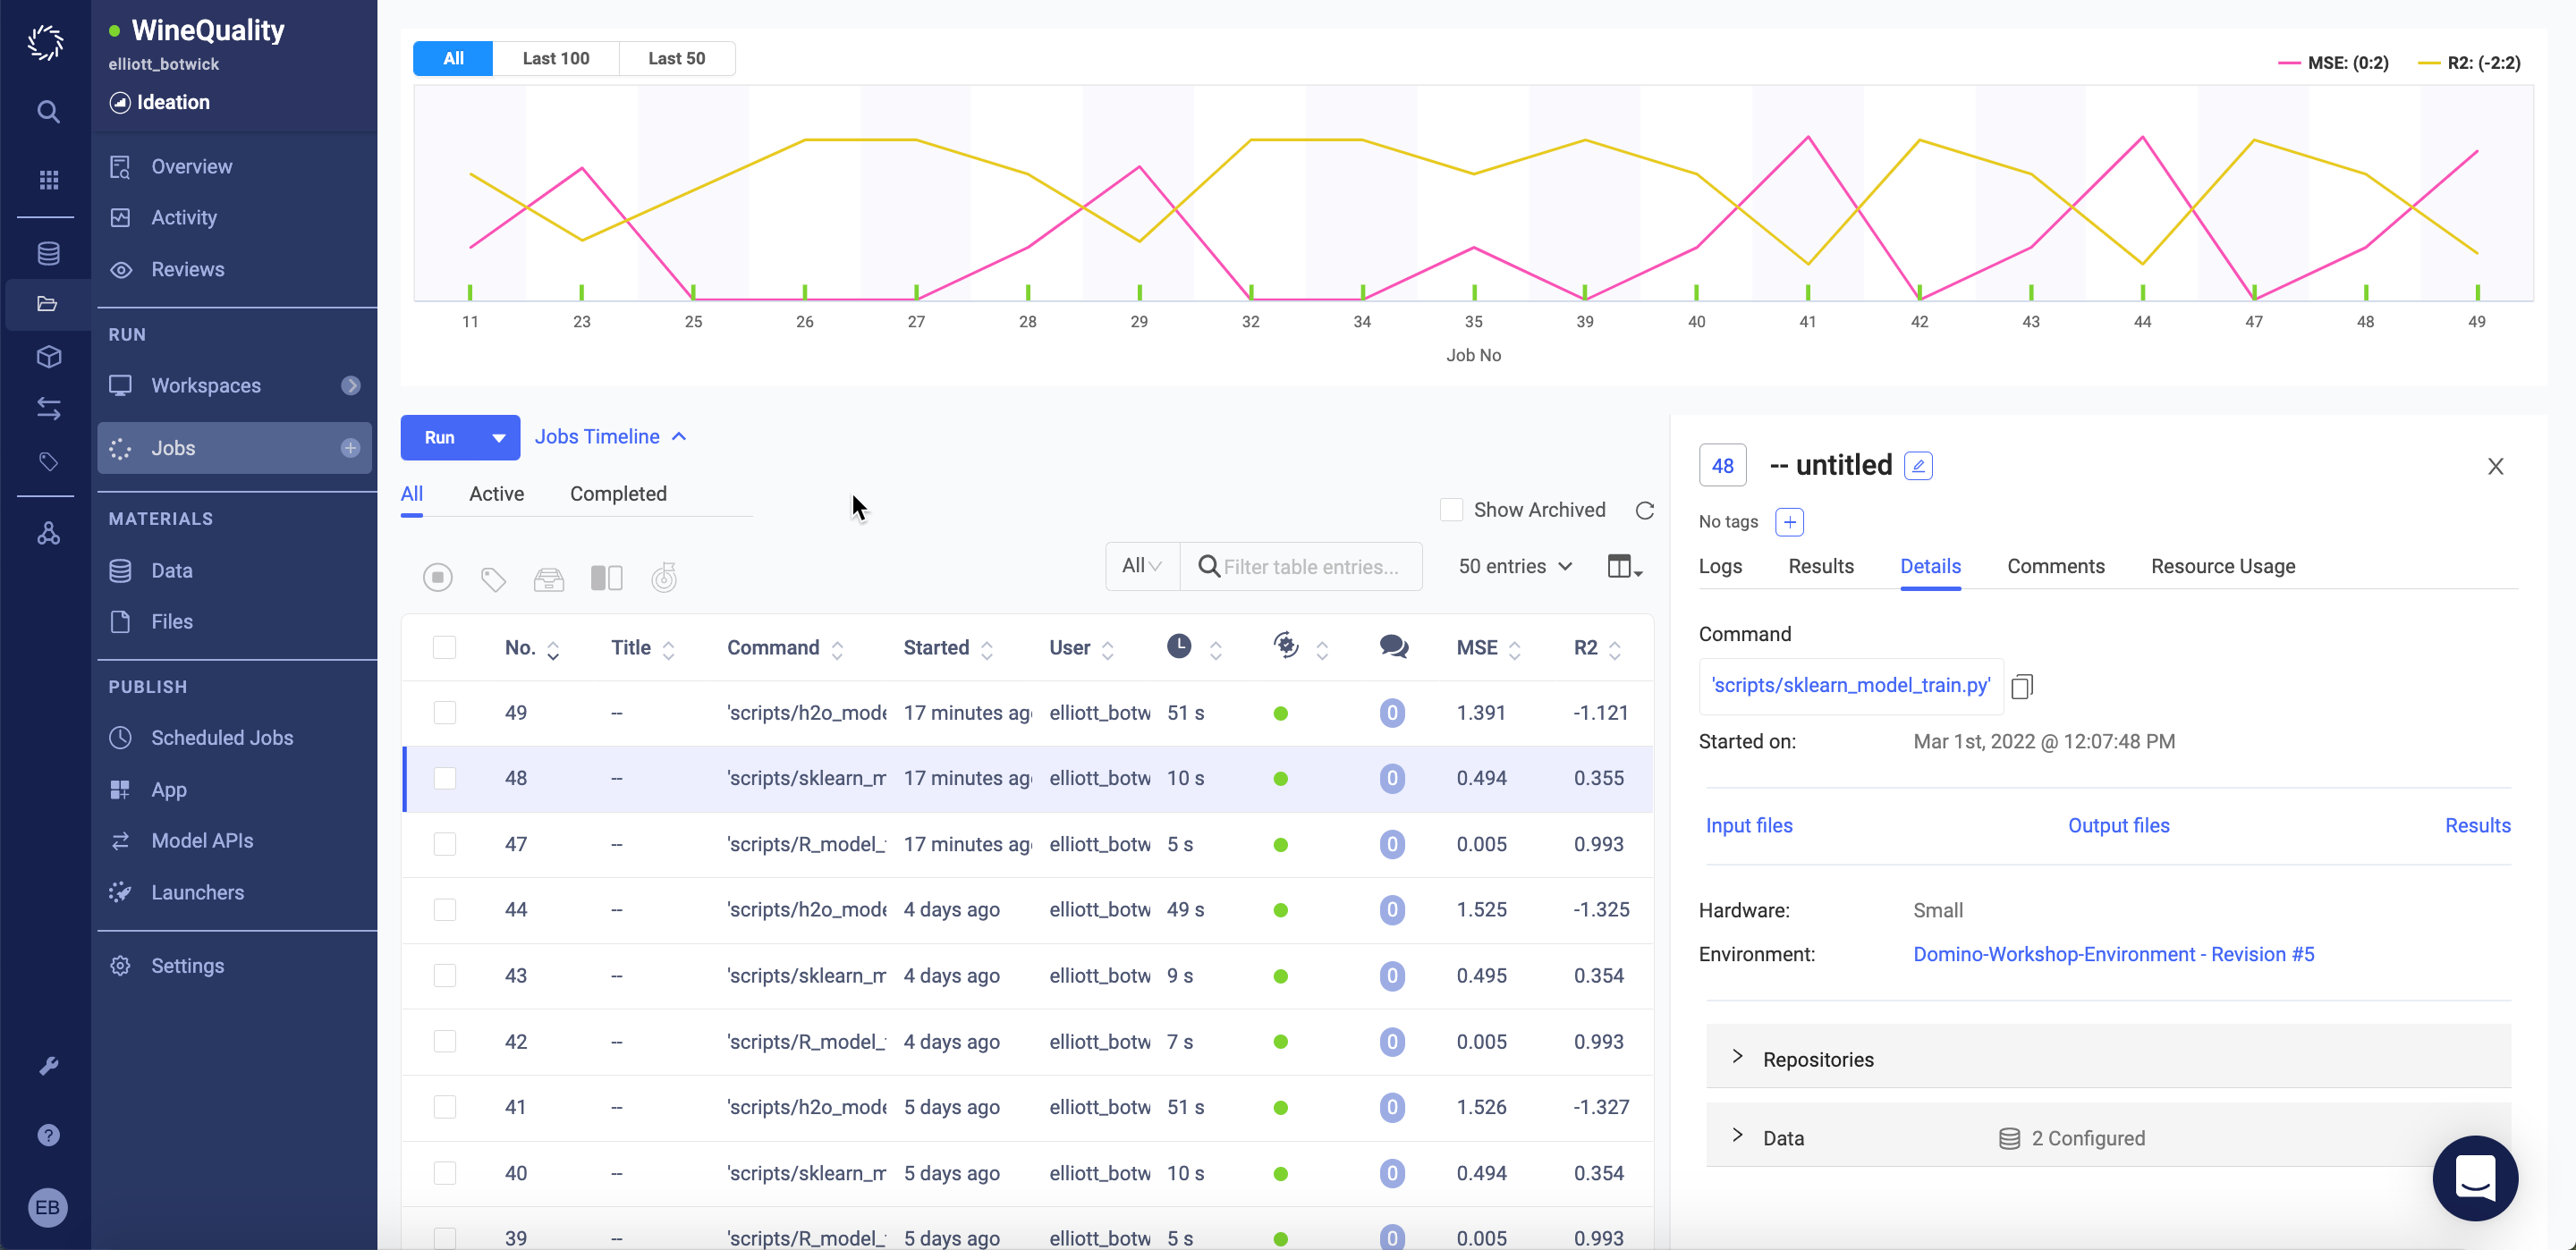 WineQuality
elliott_botwick
Ideation
Overview
Activity
Reviews
RUN
Workspaces
Jobs
MATERIALS
Data
Files
PUBLISH
Scheduled Jobs
App
Model APIs
Launchers
Settings
EB
All Last 100 Last 50
MSE: (0:2) R2: (-2:2)
11 23 25 26 27 28 29 32 34 35 39 40 41 42 43 44 47 48 49
Job No
Run Jobs Timeline
All Active Completed
Show Archived
All Filter table entries... 50 entries
No. Title Command Started User MSE R2
49 -- 'scripts/h2o_mode 17 minutes ag elliott_botw 51 s 0 1.391 -1.121
48 -- 'scripts/sklearn_m 17 minutes ag elliott_botw 10 s 0 0.494 0.355
47 -- 'scripts/R_model_ 17 minutes ag elliott_botw 5 s 0 0.005 0.993
44 -- 'scripts/h2o_mode 4 days ago elliott_botw 49 s 0 1.525 -1.325
43 -- 'scripts/sklearn_m 4 days ago elliott_botw 9 s 0 0.495 0.354
42 -- 'scripts/R_model_ 4 days ago elliott_botw 7 s 0 0.005 0.993
41 -- 'scripts/h2o_mode 5 days ago elliott_botw 51 s 0 1.526 -1.327
40 -- 'scripts/sklearn_m 5 days ago elliott_botw 10 s 0 0.494 0.354
39 -- 'scripts/R_model_ 5 days ago elliott_botw 5 s 0 0.005 0.993
48 -- untitled
No tags
Logs Results Details Comments Resource Usage
Command
'scripts/sklearn_model_train.py'
Started on: Mar 1st, 2022 @ 12:07:48 PM
Input files Output files Results
Hardware: Small
Environment: Domino-Workshop-Environment - Revision #5
Repositories
Data 2 Configured